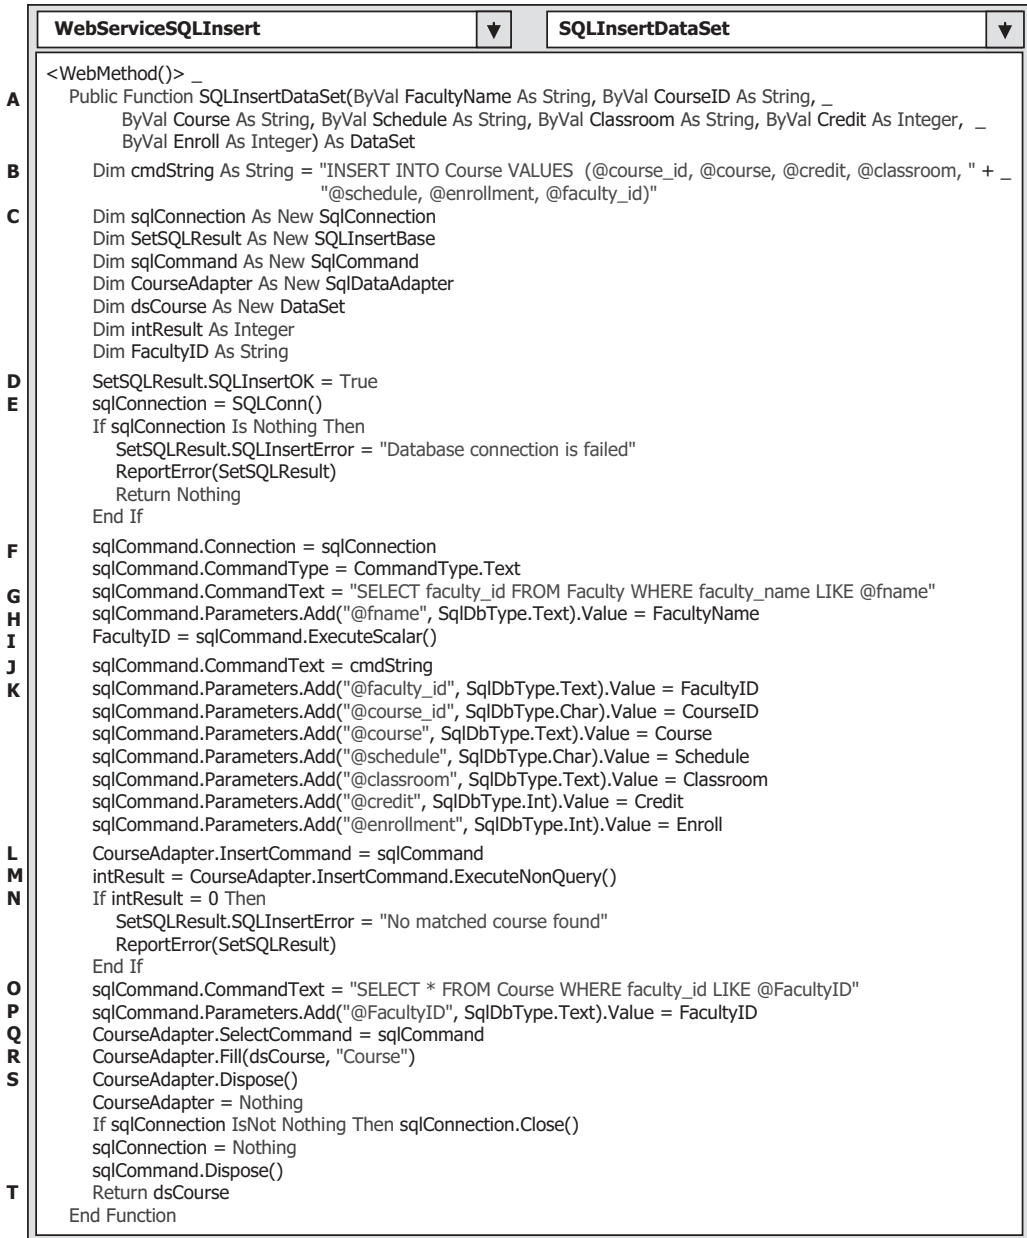 WebServiceSQLInsert SQLInsertDataSet
<WebMethod()> _
A Public Function SQLInsertDataSet(ByVal FacultyName As String, ByVal CourseID As String, _
ByVal Course As String, ByVal Schedule As String, ByVal Classroom As String, ByVal Credit As Integer, _
ByVal Enroll As Integer) As DataSet
B Dim cmdString As String = "INSERT INTO Course VALUES (@course_id, @course, @credit, @classroom, " + _
"@schedule, @enrollment, @faculty_id)"
C Dim sqlConnection As New SqlConnection
Dim SetSQLResult As New SQLInsertBase
Dim sqlCommand As New SqlCommand
Dim CourseAdapter As New SqlDataAdapter
Dim dsCourse As New DataSet
Dim intResult As Integer
Dim FacultyID As String
D SetSQLResult.SQLInsertOK = True
E sqlConnection = SQLConn()
If sqlConnection Is Nothing Then
SetSQLResult.SQLInsertError = "Database connection is failed"
ReportError(SetSQLResult)
Return Nothing
End If
F sqlCommand.Connection = sqlConnection
sqlCommand.CommandType = CommandType.Text
G sqlCommand.CommandText = "SELECT faculty_id FROM Faculty WHERE faculty_name LIKE @fname"
H sqlCommand.Parameters.Add("@fname", SqlDbType.Text).Value = FacultyName
I FacultyID = sqlCommand.ExecuteScalar()
J sqlCommand.CommandText = cmdString
K sqlCommand.Parameters.Add("@faculty_id", SqlDbType.Text).Value = FacultyID
sqlCommand.Parameters.Add("@course_id", SqlDbType.Char).Value = CourseID
sqlCommand.Parameters.Add("@course", SqlDbType.Text).Value = Course
sqlCommand.Parameters.Add("@schedule", SqlDbType.Char).Value = Schedule
sqlCommand.Parameters.Add("@classroom", SqlDbType.Text).Value = Classroom
sqlCommand.Parameters.Add("@credit", SqlDbType.Int).Value = Credit
sqlCommand.Parameters.Add("@enrollment", SqlDbType.Int).Value = Enroll
L CourseAdapter.InsertCommand = sqlCommand
M intResult = CourseAdapter.InsertCommand.ExecuteNonQuery()
N If intResult = 0 Then
SetSQLResult.SQLInsertError = "No matched course found"
ReportError(SetSQLResult)
End If
O sqlCommand.CommandText = "SELECT * FROM Course WHERE faculty_id LIKE @FacultyID"
P sqlCommand.Parameters.Add("@FacultyID", SqlDbType.Text).Value = FacultyID
Q CourseAdapter.SelectCommand = sqlCommand
R CourseAdapter.Fill(dsCourse, "Course")
S CourseAdapter.Dispose()
CourseAdapter = Nothing
If sqlConnection IsNot Nothing Then sqlConnection.Close()
sqlConnection = Nothing
sqlCommand.Dispose()
T Return dsCourse
End Function